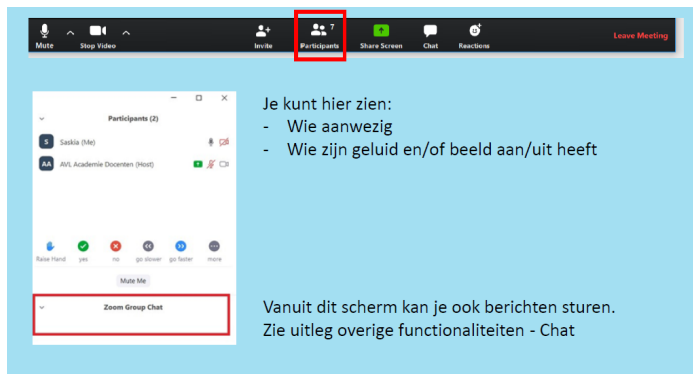 7
Mute Stop Video Invite Participants Share Screen Chat Reactions Leave Meeting
Participants (2)
S Saskia (Me)
AA AVL Academie Docenten (Host)
Raise Hand yes no go slower go faster more
Mute Me
Zoom Group Chat
Je kunt hier zien:
- Wie aanwezig
- Wie zijn geluid en/of beeld aan/uit heeft
Vanuit dit scherm kan je ook berichten sturen.
Zie uitleg overige functionaliteiten - Chat